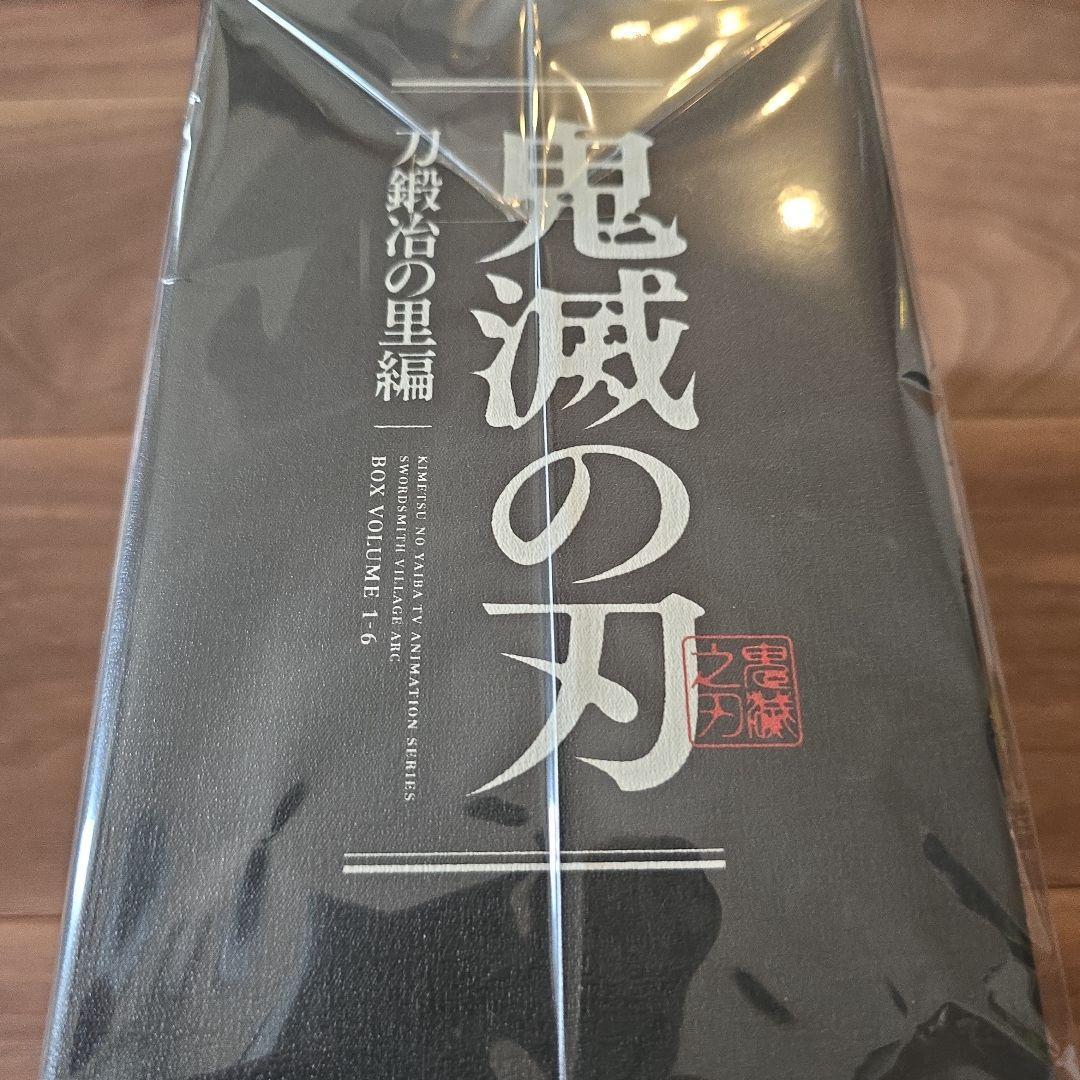 鬼滅の刃
刀鍛冶の里編
KIMETSU NO YAIBA TV ANIMATION SERIES
SWORDSMITH VILLAGE ARC
BOX VOLUME 1-6
鬼滅
之刃